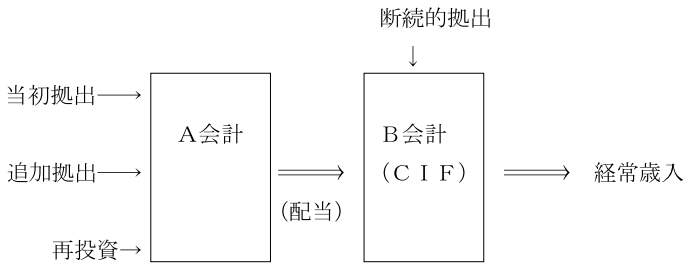 断続的拠出
↓
当初拠出→
A会計
B会計
追加拠出→
(CIF)
経常歳入
(配当)
再投資→